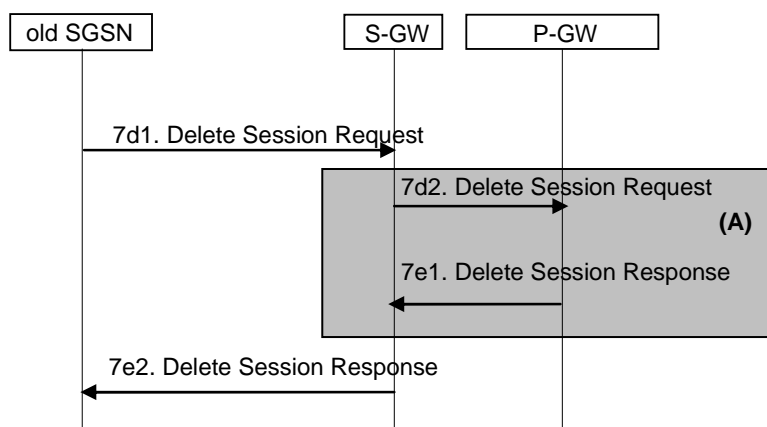 old SGSN
S-GW
P-GW
7d1. Delete Session Request
7d2. Delete Session Request
(A)
7e1. Delete Session Response
7e2. Delete Session Response